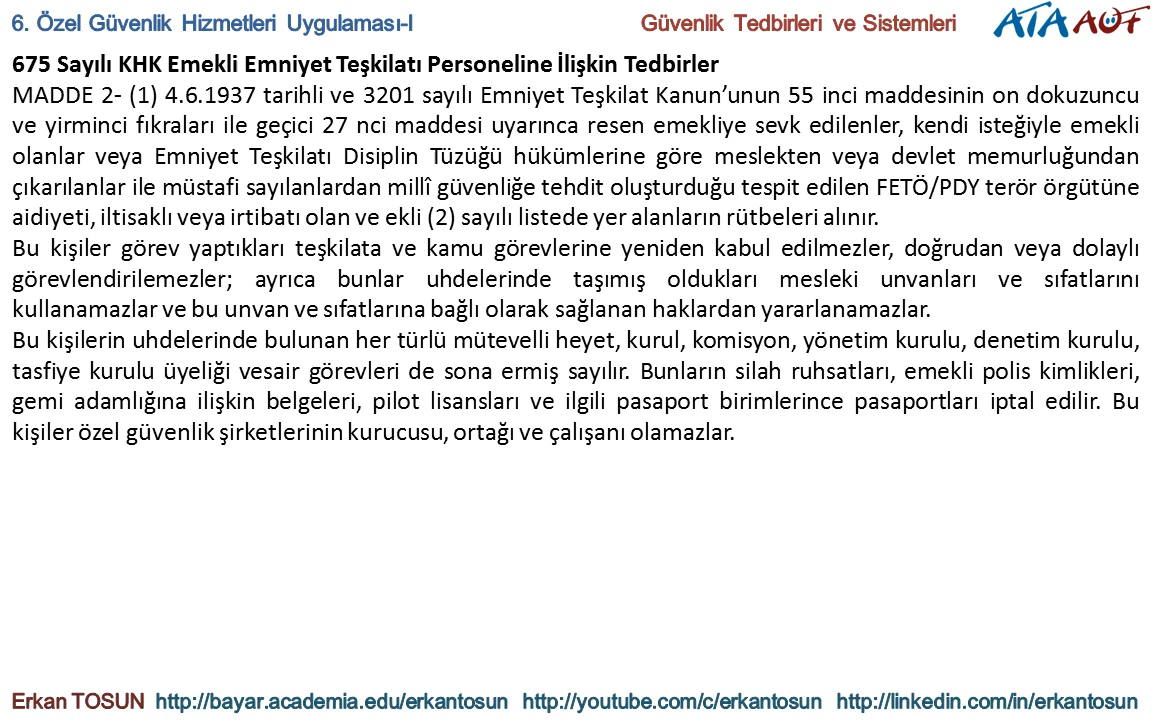 6. Özel Güvenlik Hizmetleri Uygulaması-I
Güvenlik Tedbirleri ve Sistemleri
ATA AÖF
675 Sayılı KHK Emekli Emniyet Teşkilatı Personeline İlişkin Tedbirler
MADDE 2- (1) 4.6.1937 tarihli ve 3201 sayılı Emniyet Teşkilat Kanun’unun 55 inci maddesinin on dokuzuncu
ve yirminci fıkraları ile geçici 27 nci maddesi uyarınca resen emekliye sevk edilenler, kendi isteğiyle emekli
olanlar veya Emniyet Teşkilatı Disiplin Tüzüğü hükümlerine göre meslekten veya devlet memurluğundan
çıkarılanlar ile müstafi sayılanlardan millî güvenliğe tehdit oluşturduğu tespit edilen FETÖ/PDY terör örgütüne
aidiyeti, iltisaklı veya irtibatı olan ve ekli (2) sayılı listede yer alanların rütbeleri alınır.
Bu kişiler görev yaptıkları teşkilata ve kamu görevlerine yeniden kabul edilmezler, doğrudan veya dolaylı
görevlendirilemezler; ayrıca bunlar uhdelerinde taşımış oldukları mesleki unvanları ve sıfatlarını
kullanamazlar ve bu unvan ve sıfatlarına bağlı olarak sağlanan haklardan yararlanamazlar.
Bu kişilerin uhdelerinde bulunan her türlü mütevelli heyet, kurul, komisyon, yönetim kurulu, denetim kurulu,
tasfiye kurulu üyeliği vesair görevleri de sona ermiş sayılır. Bunların silah ruhsatları, emekli polis kimlikleri,
gemi adamlığına ilişkin belgeleri, pilot lisansları ve ilgili pasaport birimlerince pasaportları iptal edilir. Bu
kişiler özel güvenlik şirketlerinin kurucusu, ortağı ve çalışanı olamazlar.
Erkan TOSUN http://bayar.academia.edu/erkantosun http://youtube.com/c/erkantosun http://linkedin.com/in/erkantosun